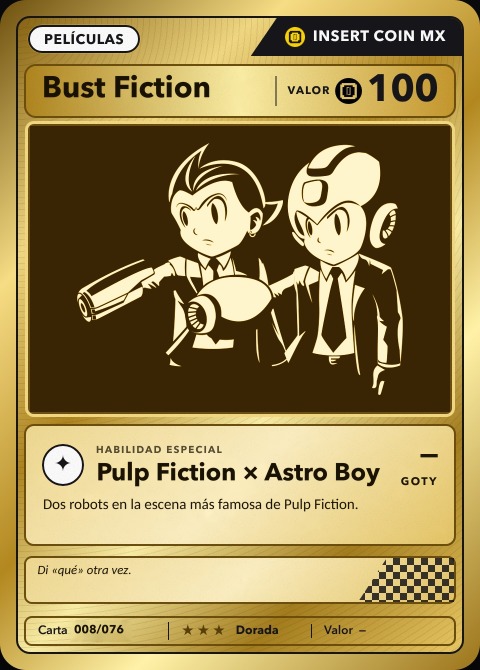 PELÍCULAS
INSERT COIN MX
Bust Fiction
VALOR 100
HABILIDAD ESPECIAL
Pulp Fiction × Astro Boy
–
GOTY
Dos robots en la escena más famosa de Pulp Fiction.
Di «qué» otra vez.
Carta 008/076
★ ★ ★ Dorada
Valor –